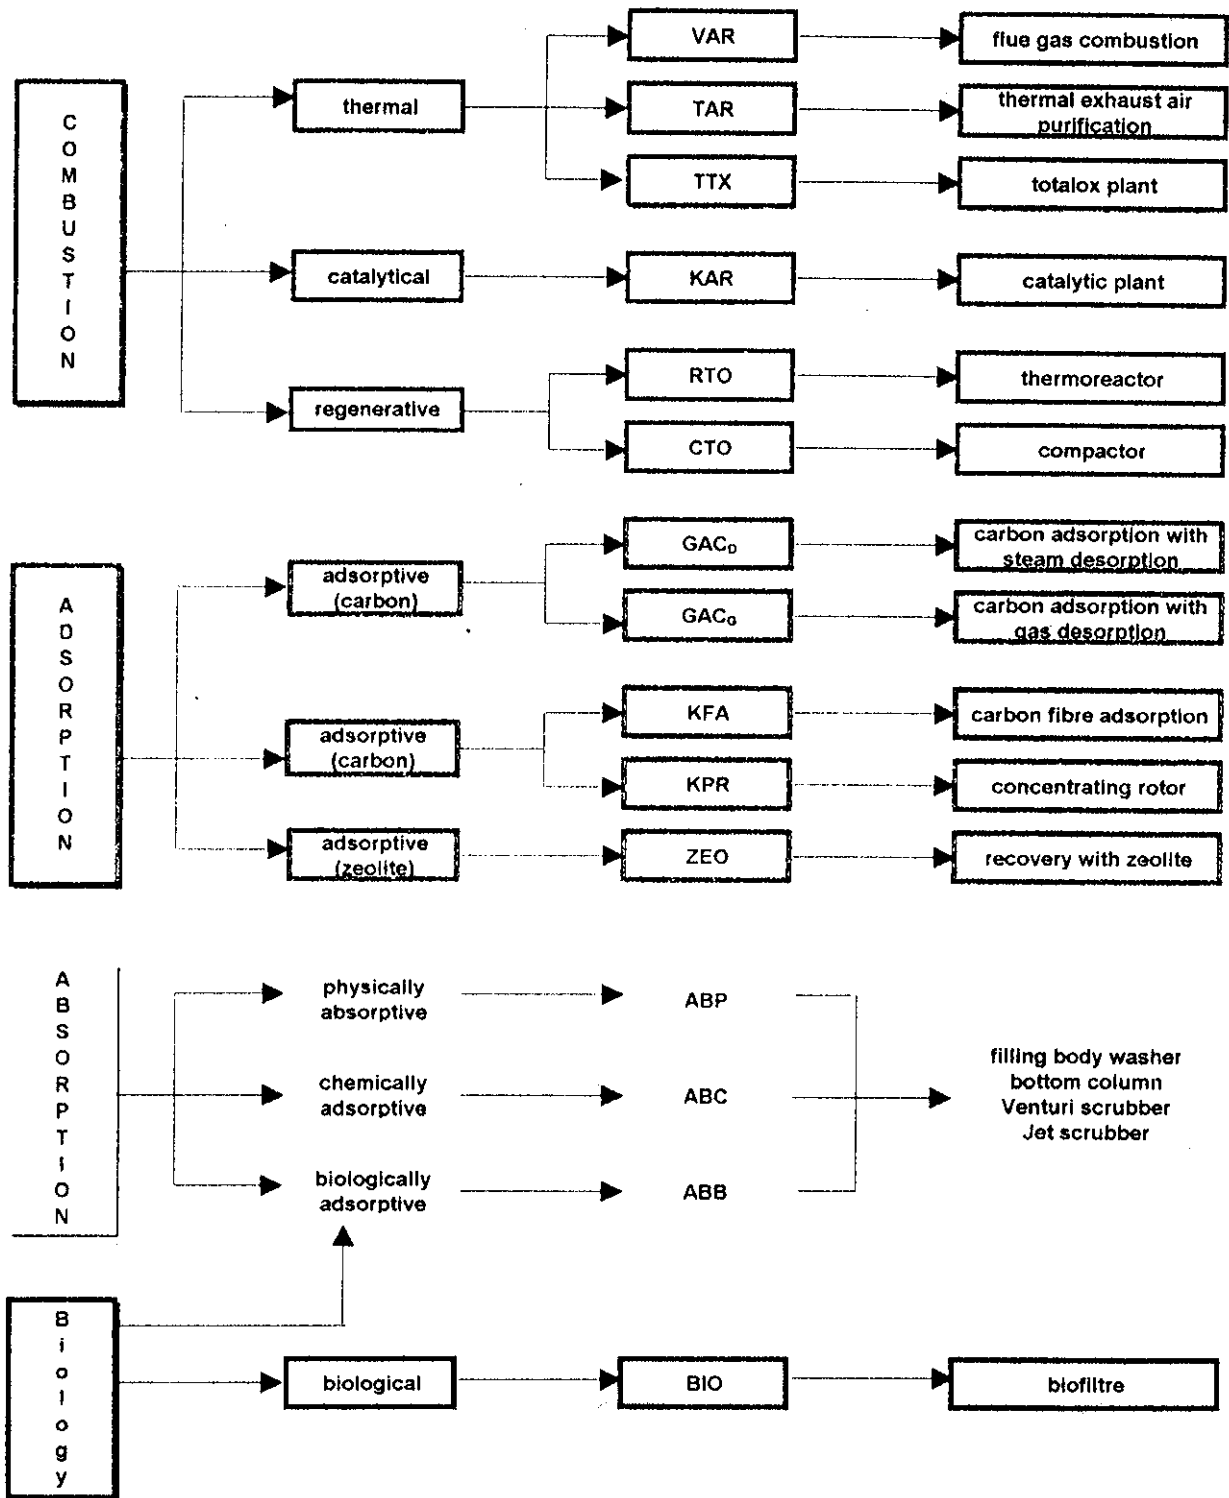 COMBUSTION
thermal
VAR
flue gas combustion
TAR
thermal exhaust air
purification
TTX
totalox plant
catalytical
KAR
catalytic plant
regenerative
RTO
thermoreactor
CTO
compactor
ADSORPTION
adsorptive
(carbon)
GAC_D
carbon adsorption with
steam desorption
GAC_G
carbon adsorption with
gas desorption
adsorptive
(carbon)
KFA
carbon fibre adsorption
KPR
concentrating rotor
adsorptive
(zeolite)
ZEO
recovery with zeolite
ABSORPTION
physically
absorptive
ABP
chemically
adsorptive
ABC
biologically
adsorptive
ABB
filling body washer
bottom column
Venturi scrubber
Jet scrubber
Biology
biological
BIO
biofiltre